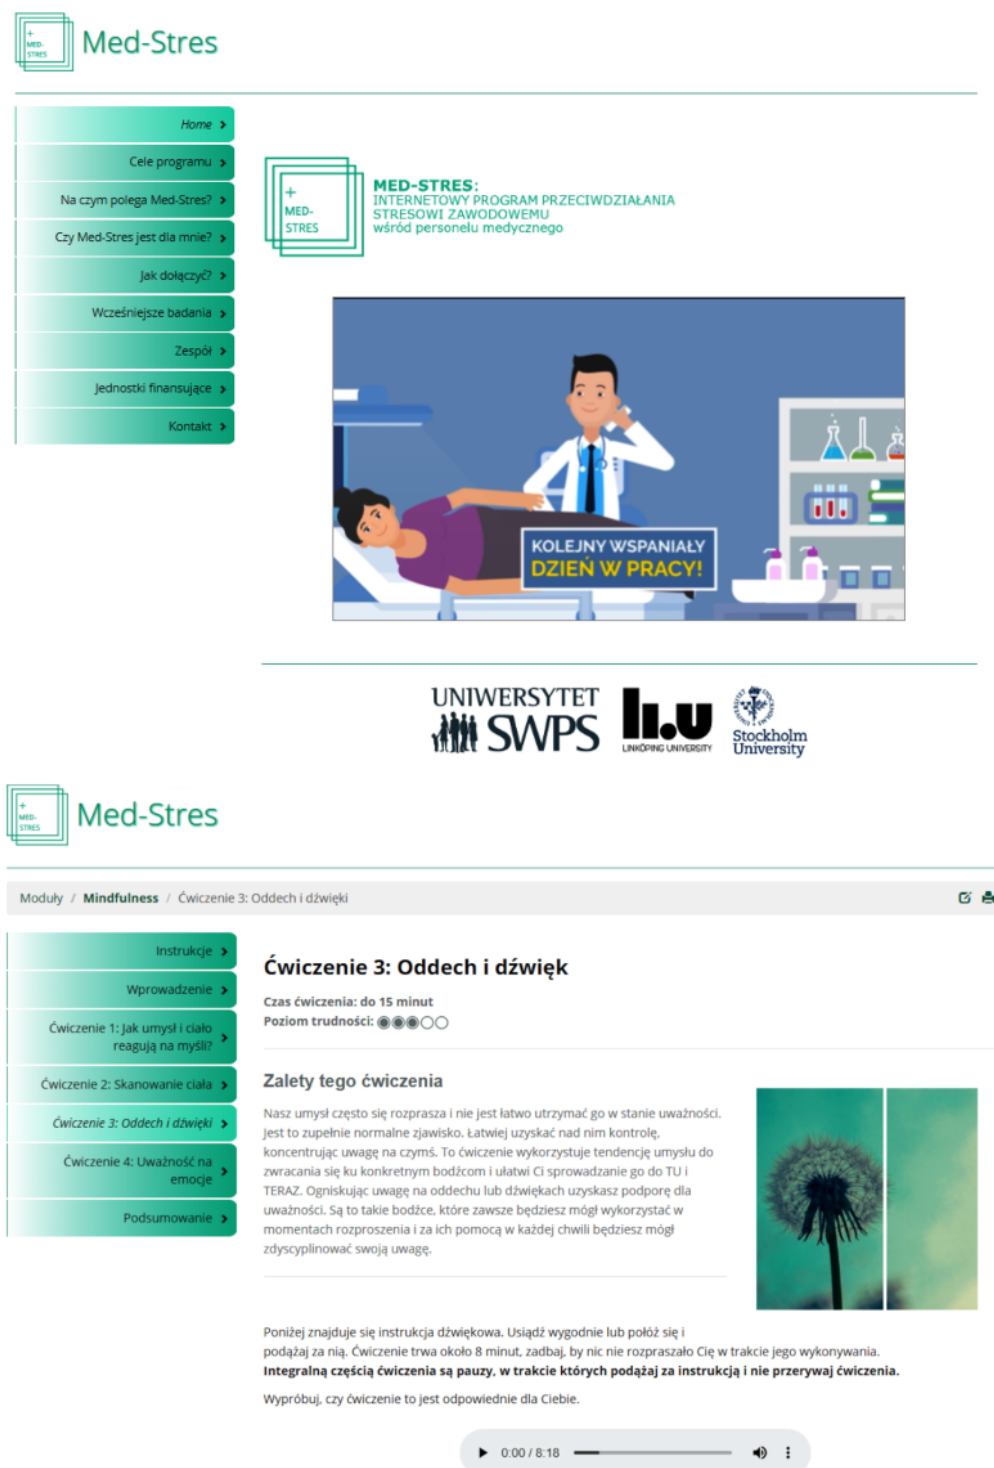 +
MED-
STRES
Med-Stres
Home
Cele programu
Na czym polega Med-Stres?
Czy Med-Stres jest dla mnie?
Jak dołączyć?
Wcześniejsze badania
Zespół
Jednostki finansujące
Kontakt
+
MED-
STRES
MED-STRES:
INTERNETOWY PROGRAM PRZECIWDZIAŁANIA
STRESOWI ZAWODOWEMU
wśród personelu medycznego
KOLEJNY WSPANIAŁY
DZIEŃ W PRACY!
UNIWERSYTET
SWPS
li.u
LINKÖPING UNIVERSITY
Stockholm
University
+
MED-
STRES
Med-Stres
Moduły / Mindfulness / Ćwiczenie 3: Oddech i dźwięki
Instrukcje
Wprowadzenie
Ćwiczenie 1: Jak umysł i ciało
reagują na myśli?
Ćwiczenie 2: Skanowanie ciała
Ćwiczenie 3: Oddech i dźwięki
Ćwiczenie 4: Uważność na
emocje
Podsumowanie
Ćwiczenie 3: Oddech i dźwięk
Czas ćwiczenia: do 15 minut
Poziom trudności:
Zalety tego ćwiczenia
Nasz umysł często się rozprasza i nie jest łatwo utrzymać go w stanie uważności.
Jest to zupełnie normalne zjawisko. Łatwiej uzyskać nad nim kontrolę,
koncentrując uwagę na czymś. To ćwiczenie wykorzystuje tendencję umysłu do
zwracania się ku konkretnym bodźcom i ułatwi Ci sprowadzanie go do TU i
TERAZ. Ogniskując uwagę na oddechu lub dźwiękach uzyskasz podporę dla
uważności. Są to takie bodźce, które zawsze będziesz mógł wykorzystać w
momentach rozproszenia i za ich pomocą w każdej chwili będziesz mógł
zdyscyplinować swoją uwagę.
Poniżej znajduje się instrukcja dźwiękowa. Usiądź wygodnie lub połóż się i
podążaj za nią. Ćwiczenie trwa około 8 minut, zadbaj, by nic nie rozpraszało Cię w trakcie jego wykonywania.
Integralną częścią ćwiczenia są pauzy, w trakcie których podążaj za instrukcją i nie przerywaj ćwiczenia.
Wypróbuj, czy ćwiczenie to jest odpowiednie dla Ciebie.
0:00 / 8:18